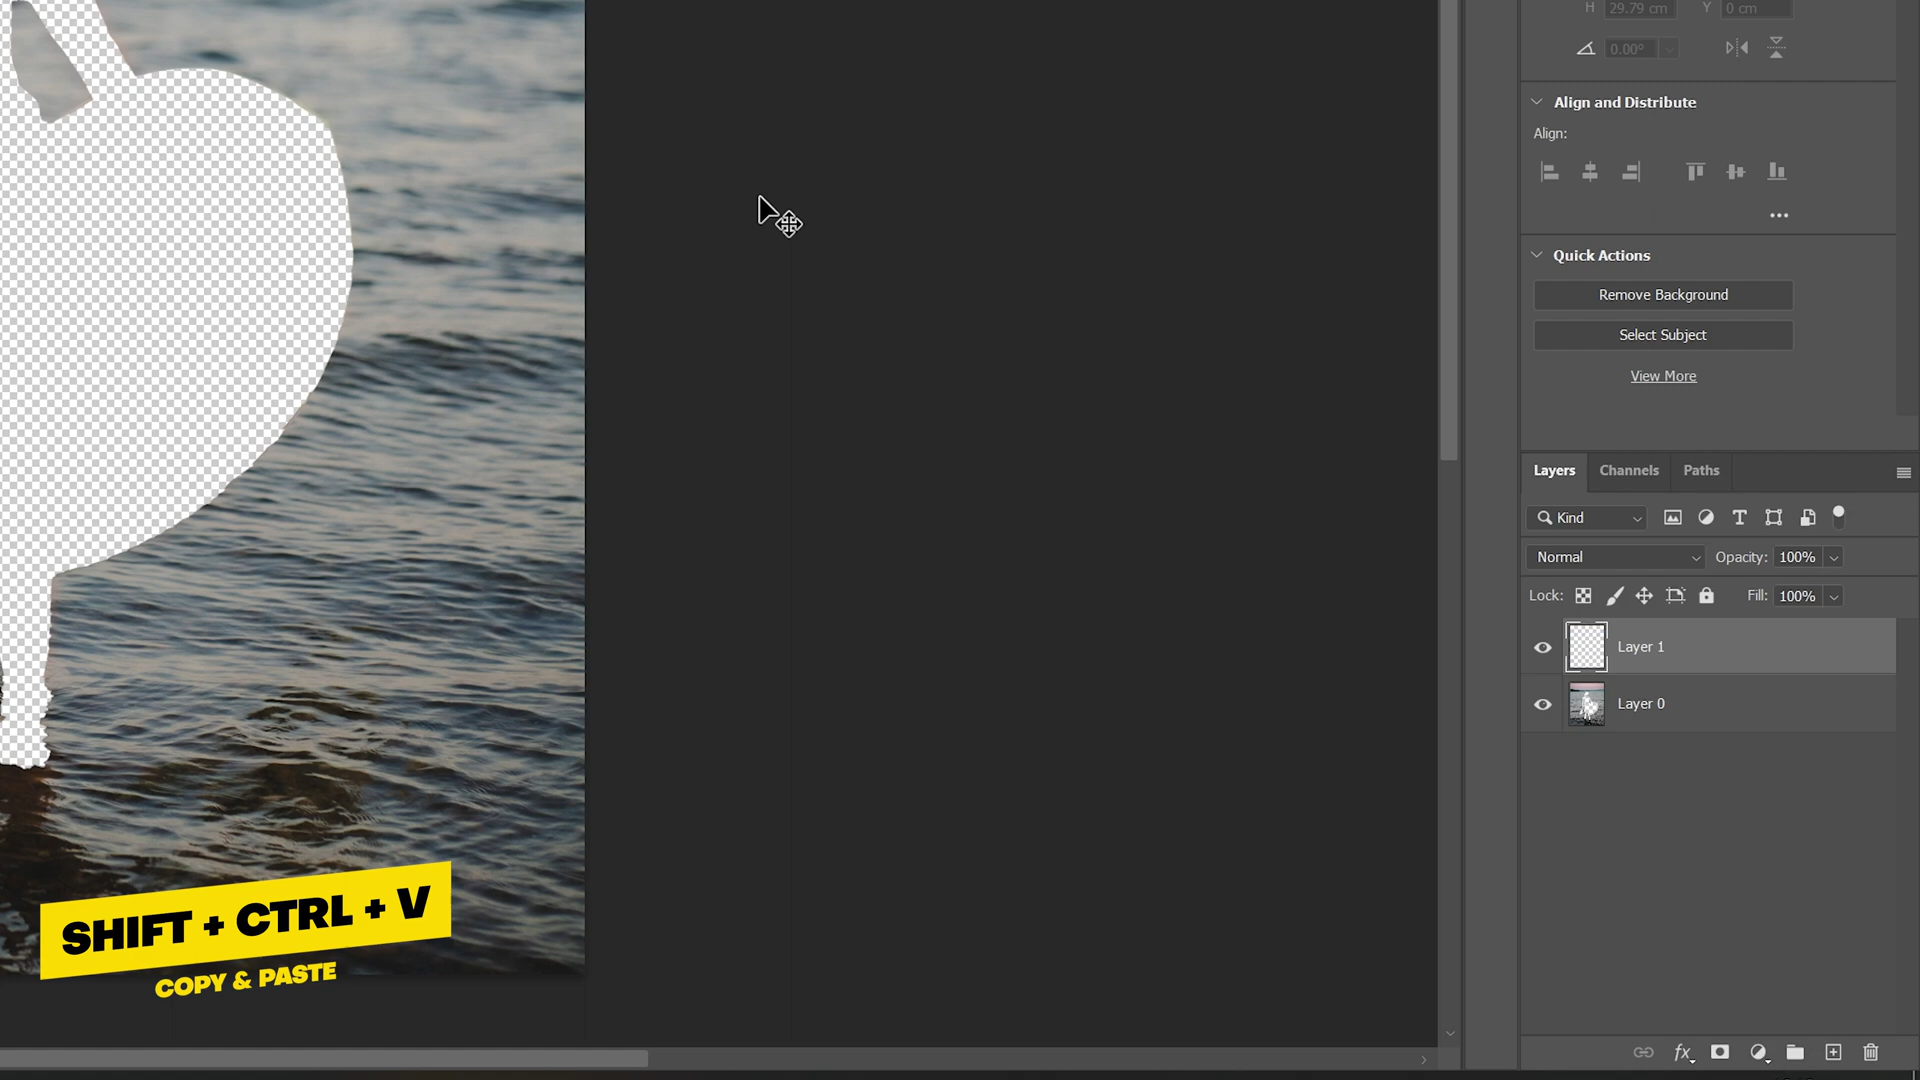 H 29.79 cm Y 0 cm
0.00°
Align and Distribute
Align:
Quick Actions
Remove Background
Select Subject
View More
Layers Channels Paths
Kind
Normal Opacity: 100%
Lock: Fill: 100%
Layer 1
Layer 0
fx
SHIFT + CTRL + V
COPY & PASTE